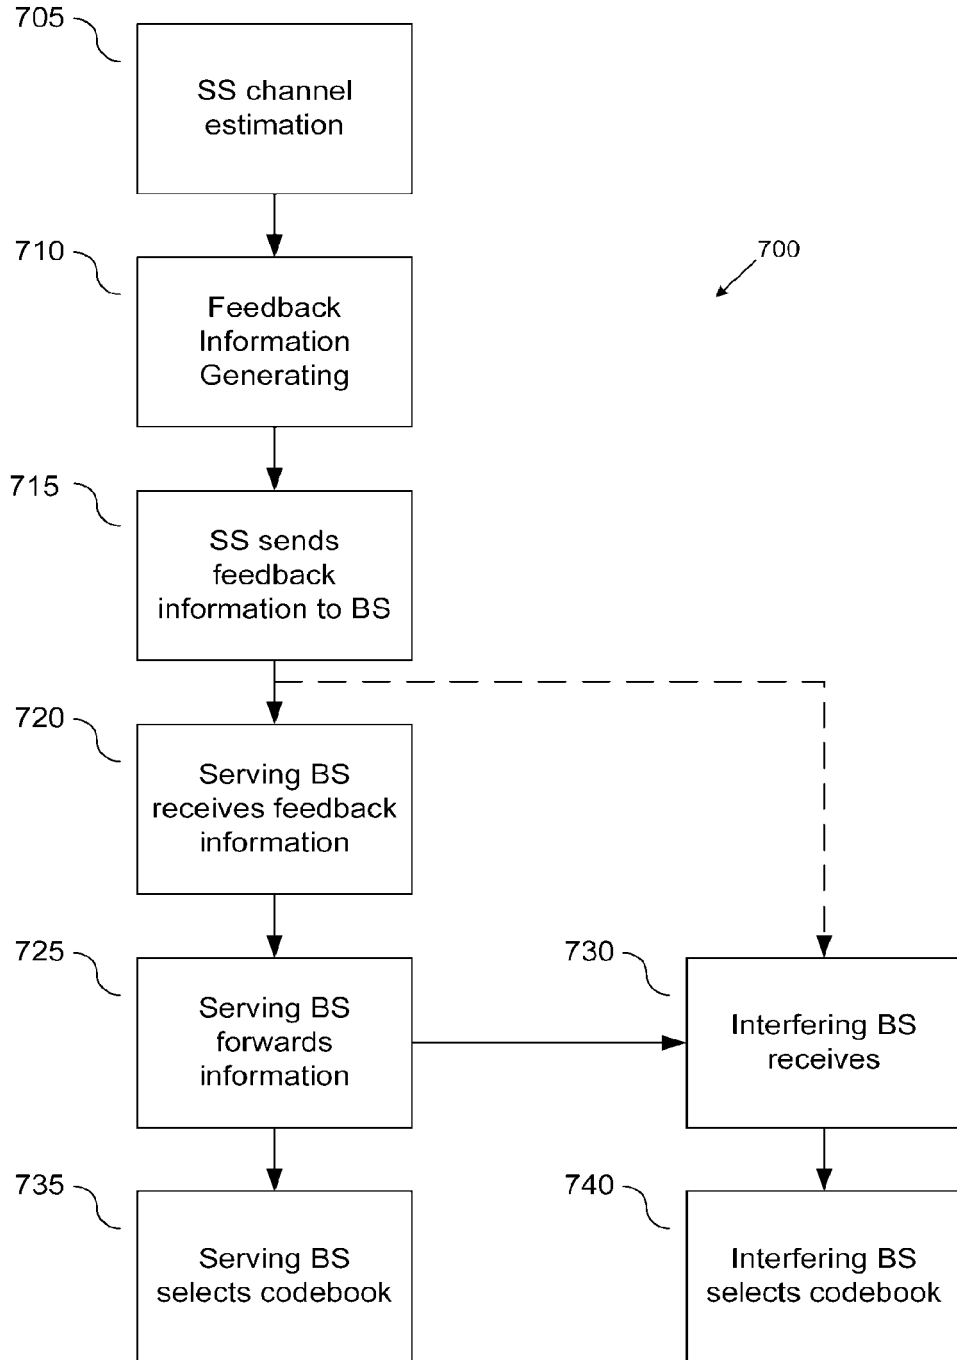 705
SS channel
estimation
710
700
Feedback
Information
Generating
715
SS sends
feedback
information to BS
720
Serving BS
receives feedback
information
725
Serving BS
forwards
information
730
Interfering BS
receives
735
Serving BS
selects codebook
740
Interfering BS
selects codebook